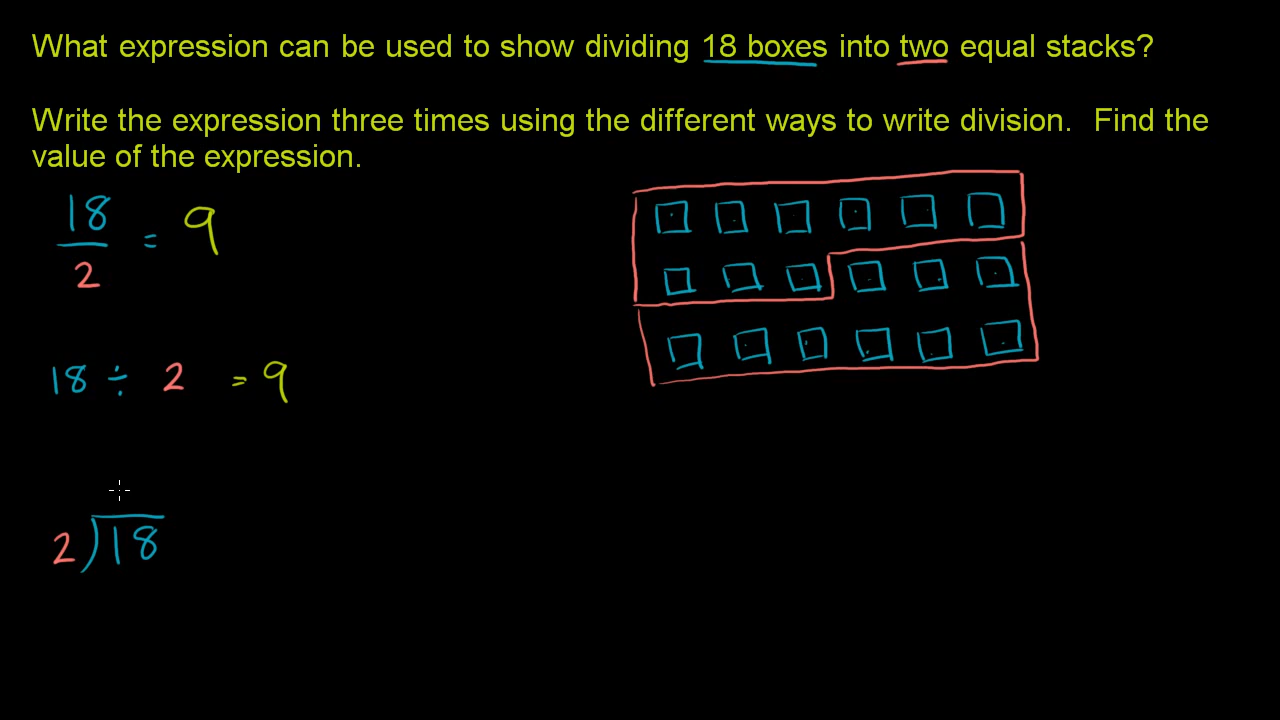 What expression can be used to show dividing 18 boxes into two equal stacks?
Write the expression three times using the different ways to write division. Find the
value of the expression.
18
2
= 9
18 ÷ 2 = 9
2)18